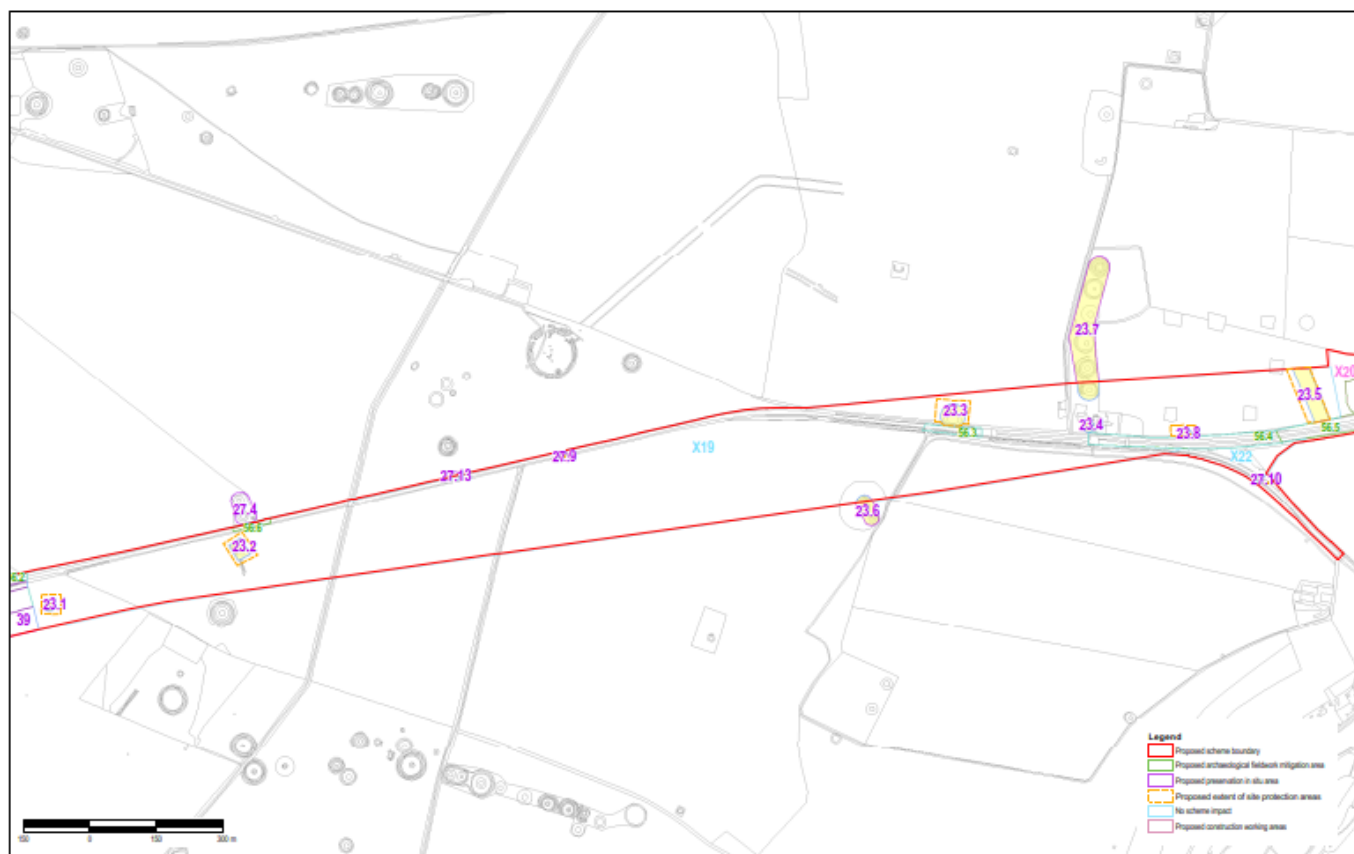 23.7
X20
23.5
23.3
23.4
56.3
23.8
56.4
56.5
X19
X22
27.9
27.13
27.10
27.4
56.6
23.6
23.2
23.1
39
Legend
Proposed scheme boundary
Proposed archaeological fieldwork mitigation area
Proposed preservation in situ area
Proposed extent of site protection areas
No scheme impact
Proposed construction working areas
150 0 150 300 m